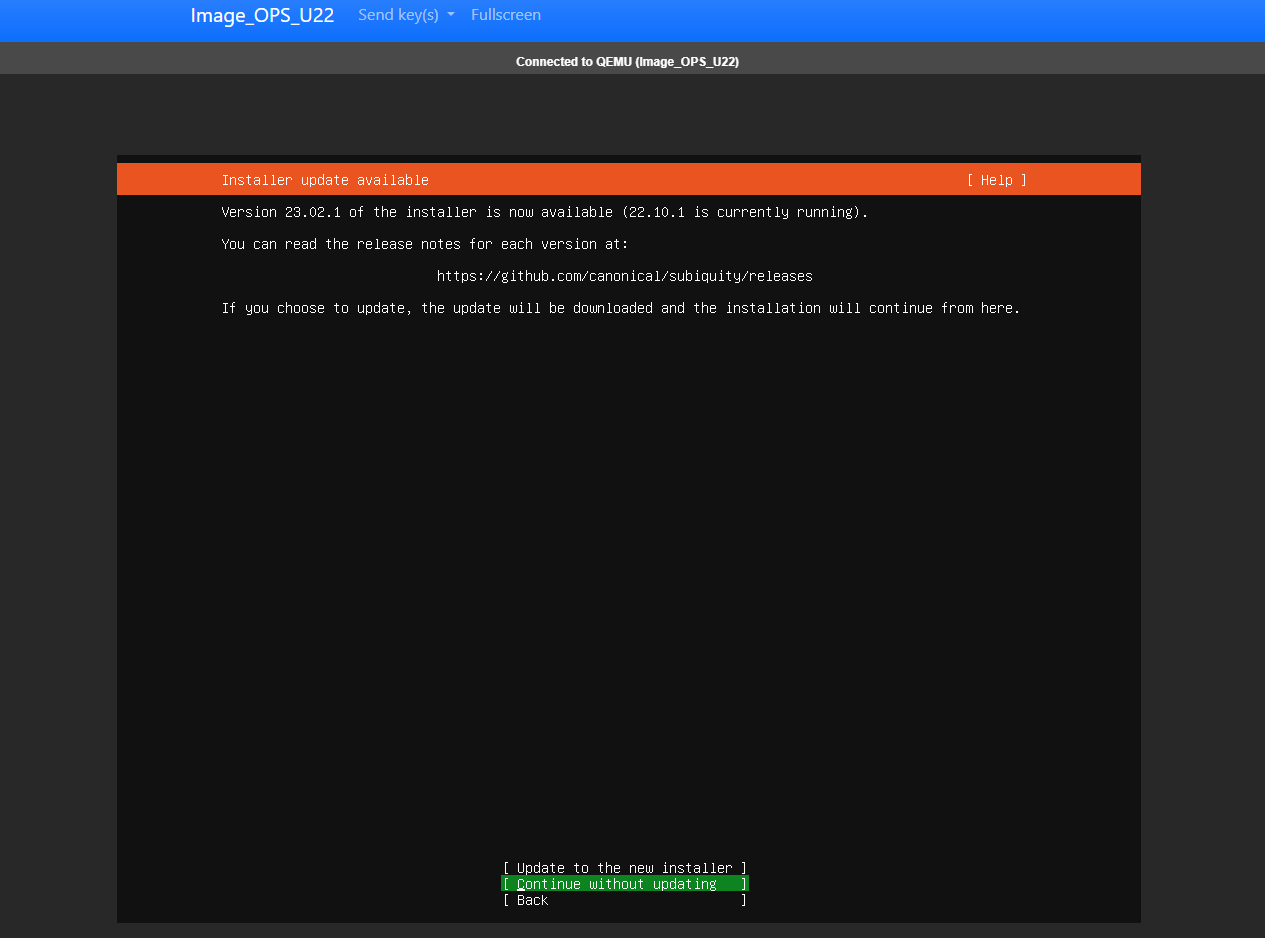 Image_OPS_U22 Send key(s) Fullscreen
Connected to QEMU (Image_OPS_U22)
Installer update available [ Help ]
Version 23.02.1 of the installer is now available (22.10.1 is currently running).
You can read the release notes for each version at:
https://github.com/canonical/subiquity/releases
If you choose to update, the update will be downloaded and the installation will continue from here.
[ Update to the new installer ]
[ Continue without updating ]
[ Back ]